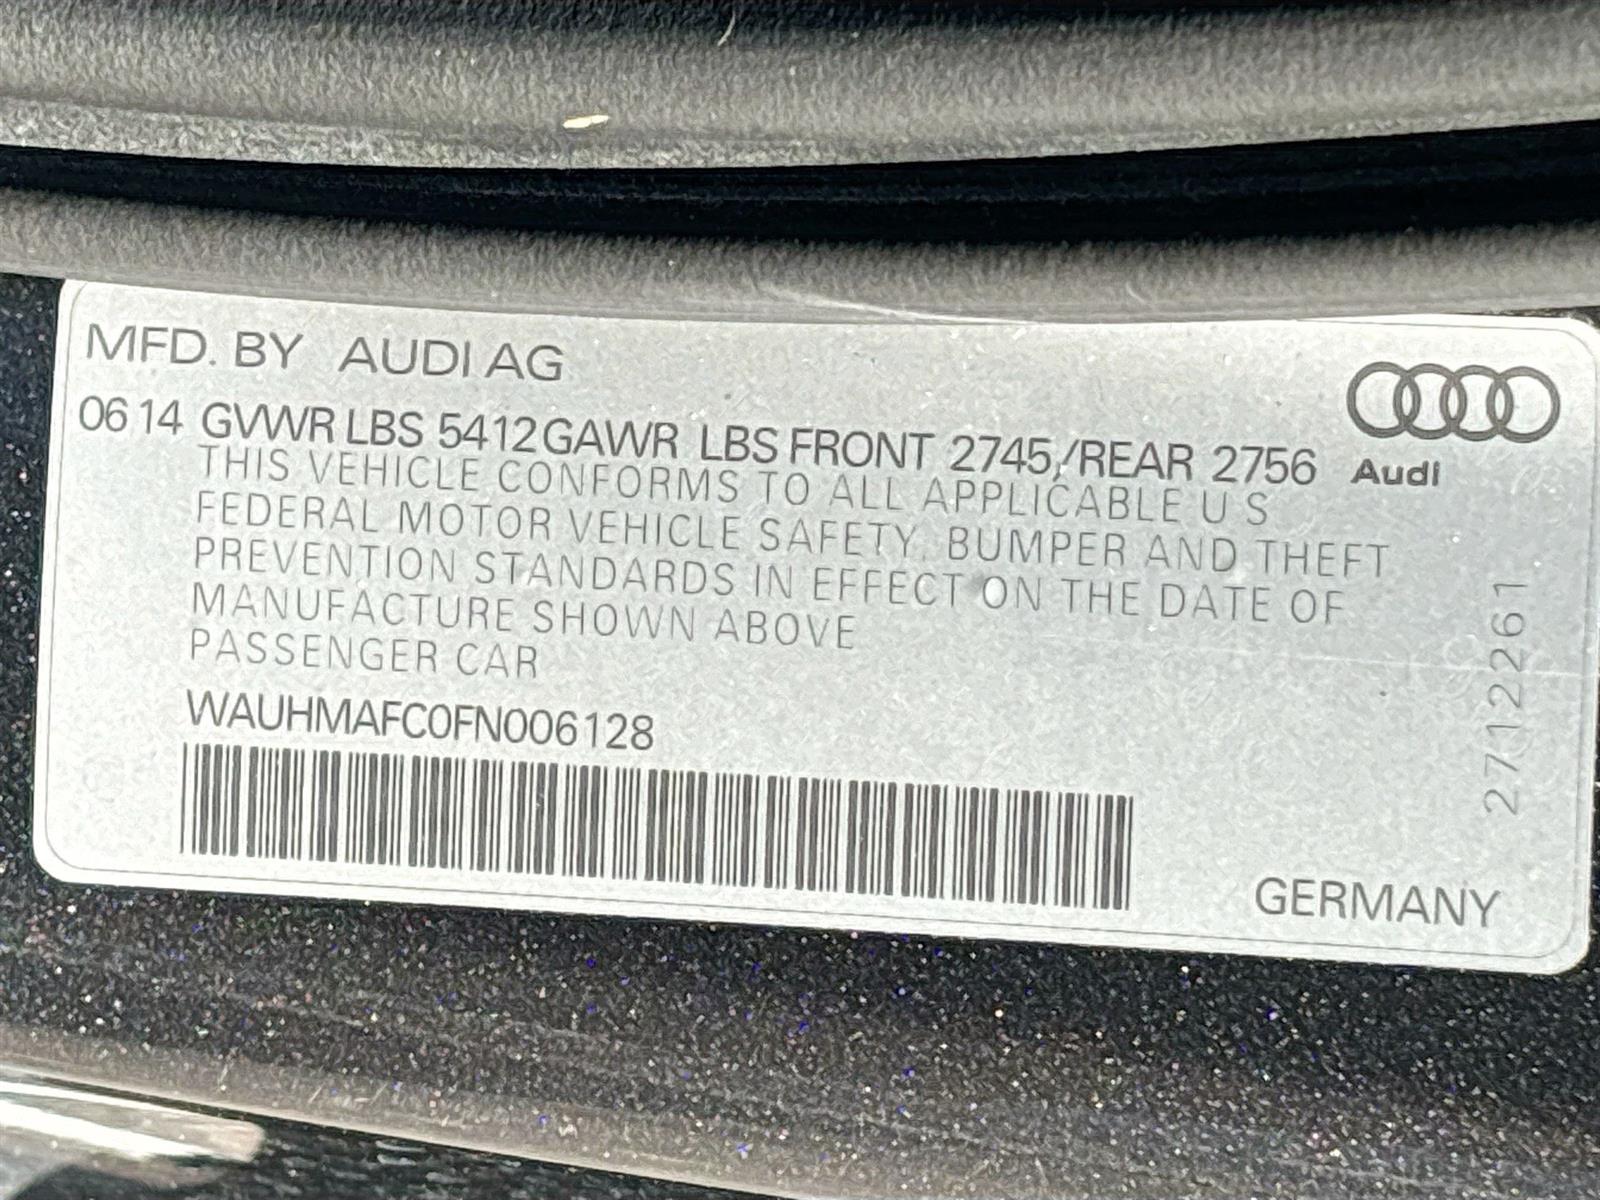 MFD. BY AUDI AG
0614 GVWR LBS 5412 GAWR LBS FRONT 2745,/REAR 2756
Audi
THIS VEHICLE CONFORMS TO ALL APPLICABLE U S
FEDERAL MOTOR VEHICLE SAFETY, BUMPER AND THEFT
PREVENTION STANDARDS IN EFFECT ON THE DATE OF
MANUFACTURE SHOWN ABOVE
PASSENGER CAR
WAUHMAFC0FN006128
GERMANY
27122261